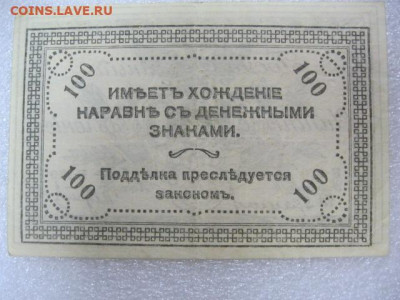 COINS.LAVE.RU
100 100
ИМѢЕТЪ ХОЖДЕНІЕ
НАРАВНѢ СЪ ДЕНЕЖНЫМИ
ЗНАКАМИ.
Поддѣлка преслѣдуется
закономъ.
100 100